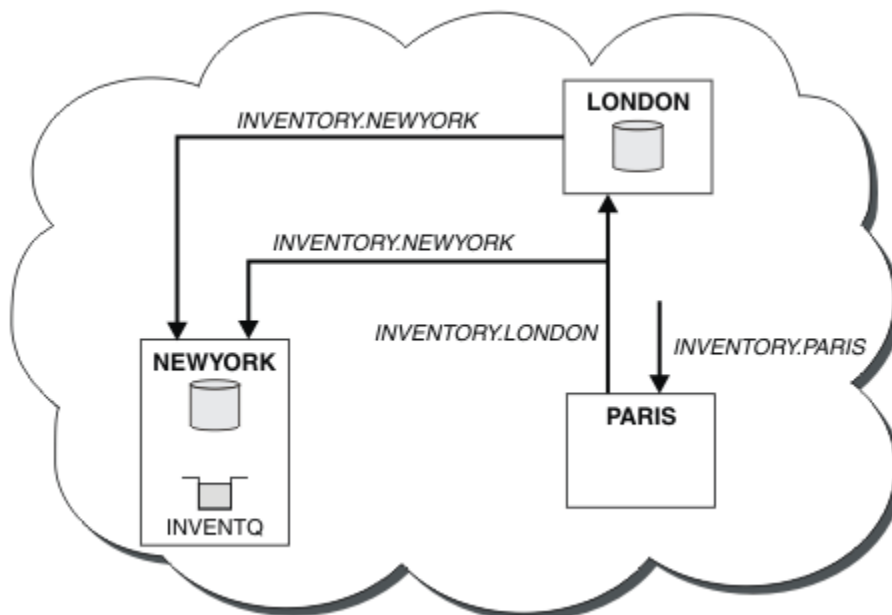 LONDON
INVENTORY.NEWYORK
INVENTORY.NEWYORK
INVENTORY.LONDON
INVENTORY.PARIS
NEWYORK
PARIS
INVENTQ